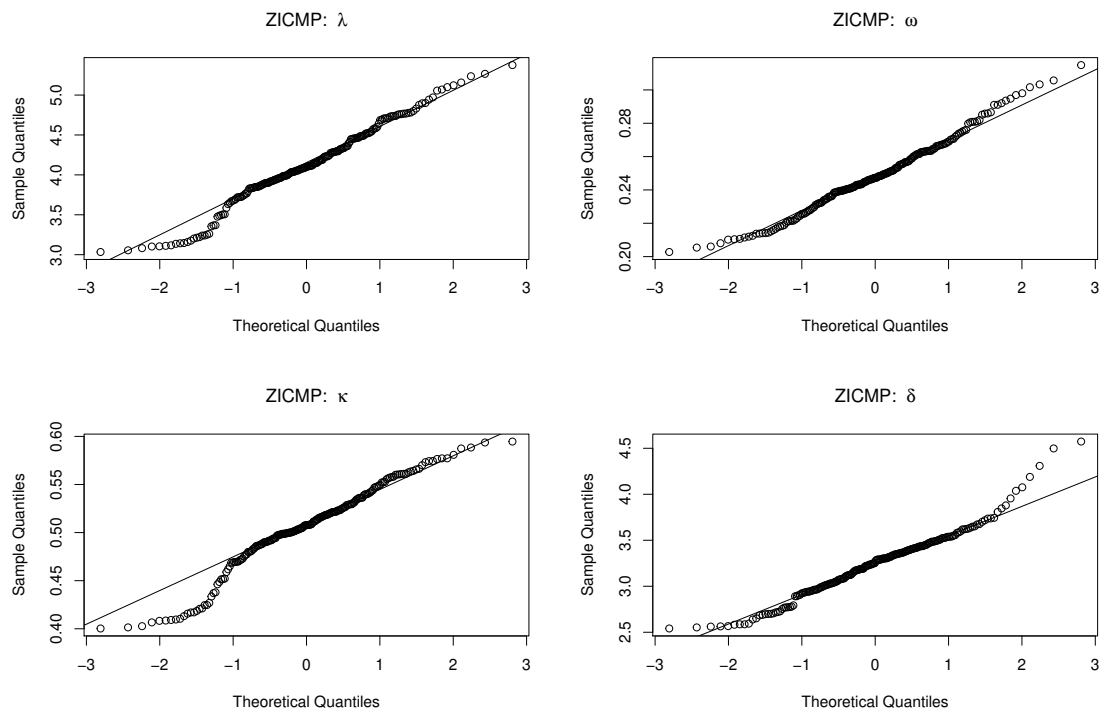 ZICMP: λ
Sample Quantiles
3.0 3.5 4.0 4.5 5.0
−3 −2 −1 0 1 2 3
Theoretical Quantiles
ZICMP: ω
Sample Quantiles
0.20 0.24 0.28
−3 −2 −1 0 1 2 3
Theoretical Quantiles
ZICMP: κ
Sample Quantiles
0.40 0.45 0.50 0.55 0.60
−3 −2 −1 0 1 2 3
Theoretical Quantiles
ZICMP: δ
Sample Quantiles
2.5 3.0 3.5 4.0 4.5
−3 −2 −1 0 1 2 3
Theoretical Quantiles